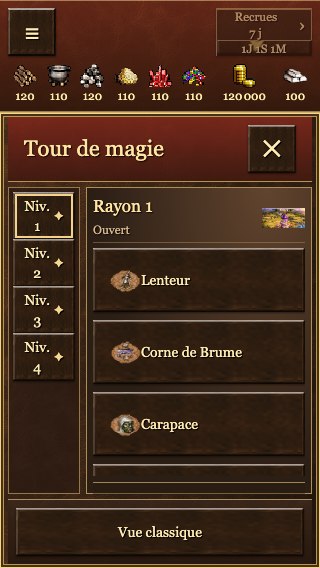 ≡
Recrues
7 j
1J 1S 1M
120 110 120 110 110 110 120 000 100
Tour de magie
×
Niv.
1
Niv.
2
Niv.
3
Niv.
4
Rayon 1
Ouvert
Lenteur
Corne de Brume
Carapace
Vue classique